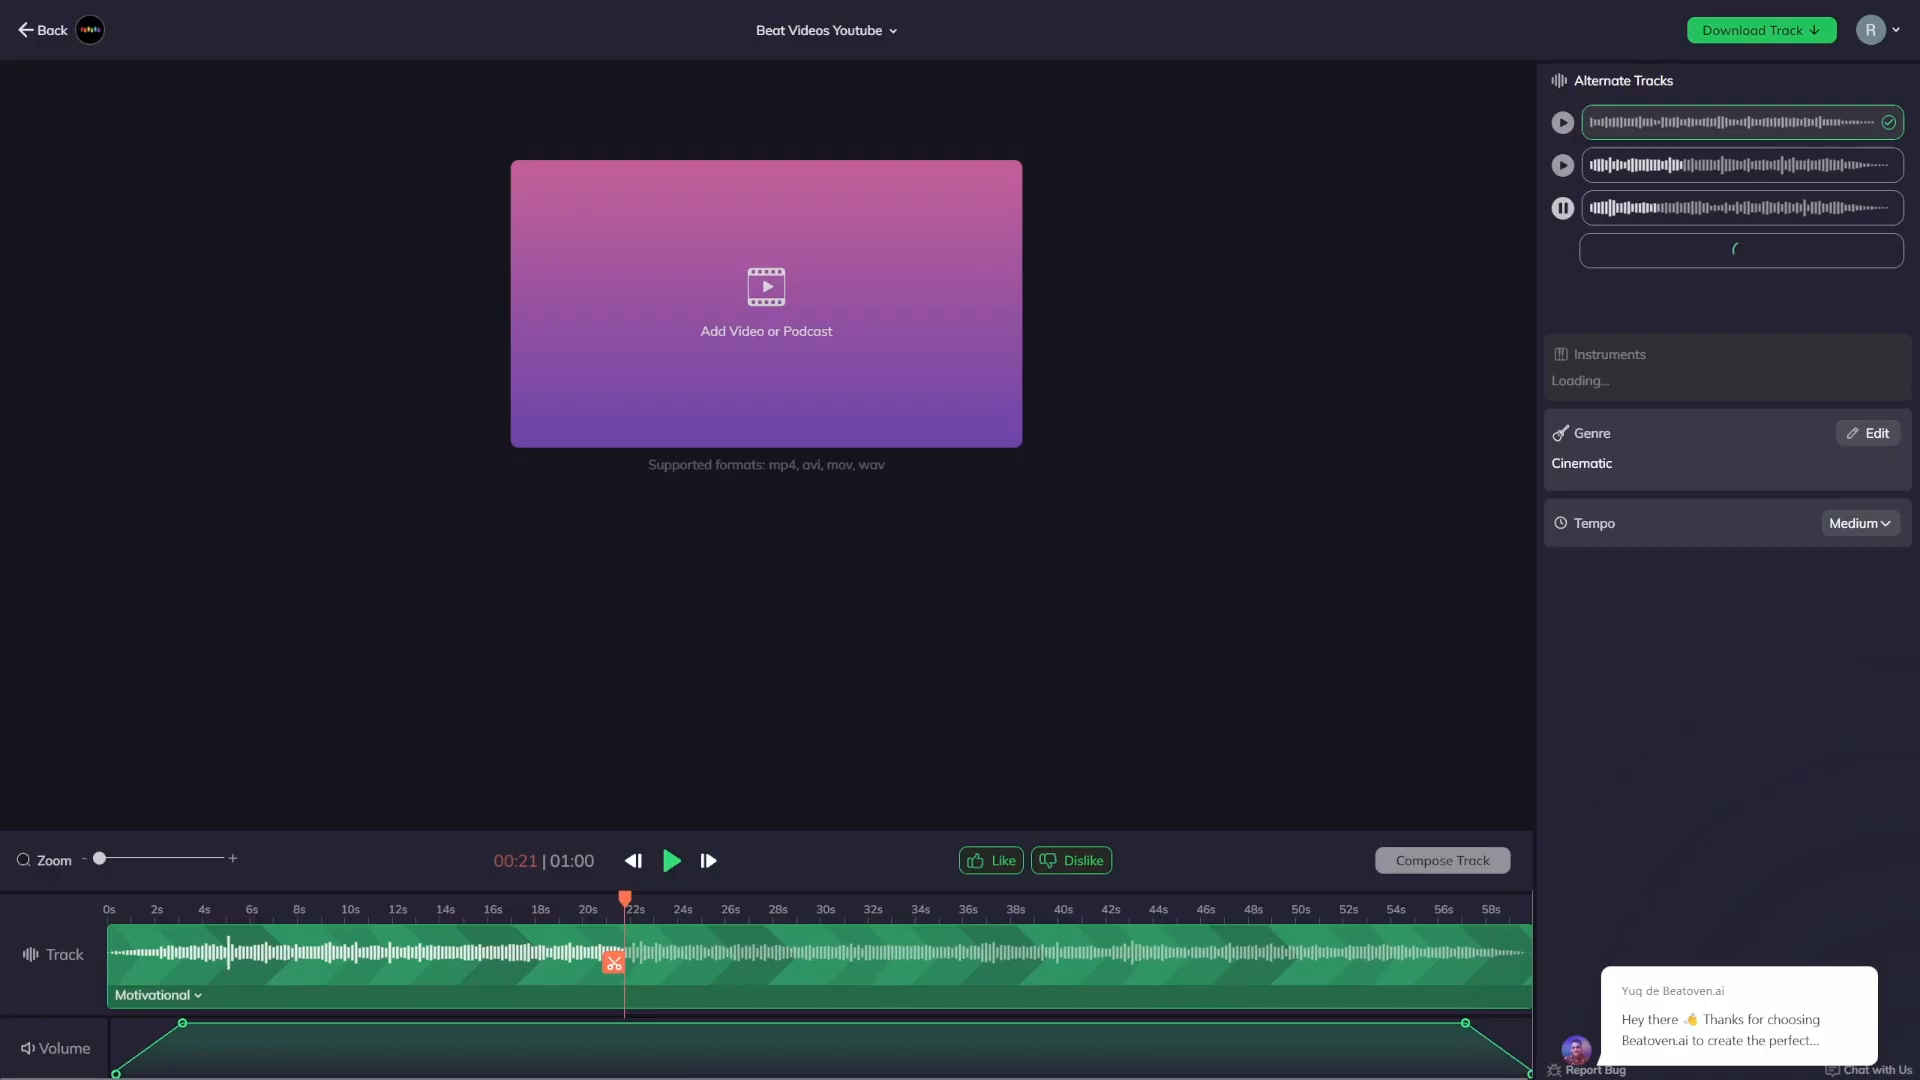 Back
Beat Videos Youtube
Download Track
R
Alternate Tracks
Add Video or Podcast
Supported formats: mp4, avi, mov, wav
Instruments
Loading...
Genre
Edit
Cinematic
Tempo
Medium
Zoom - +
00:21 | 01:00
Like
Dislike
Compose Track
0s 2s 4s 6s 8s 10s 12s 14s 16s 18s 20s 22s 24s 26s 28s 30s 32s 34s 36s 38s 40s 42s 44s 46s 48s 50s 52s 54s 56s 58s
Track
Motivational
Volume
Yuq de Beatoven.ai
Hey there 👋 Thanks for choosing
Beatoven.ai to create the perfect...
Report Bug
Chat with Us